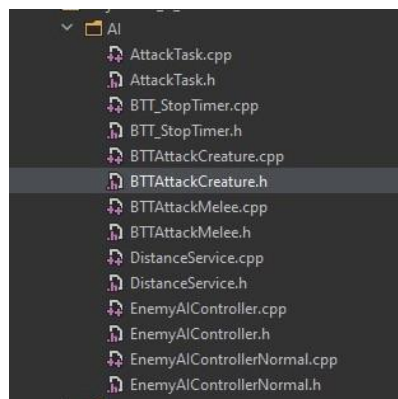 AI
AttackTask.cpp
AttackTask.h
BTT_StopTimer.cpp
BTT_StopTimer.h
BTTAttackCreature.cpp
BTTAttackCreature.h
BTTAttackMelee.cpp
BTTAttackMelee.h
DistanceService.cpp
DistanceService.h
EnemyAIController.cpp
EnemyAIController.h
EnemyAIControllerNormal.cpp
EnemyAIControllerNormal.h